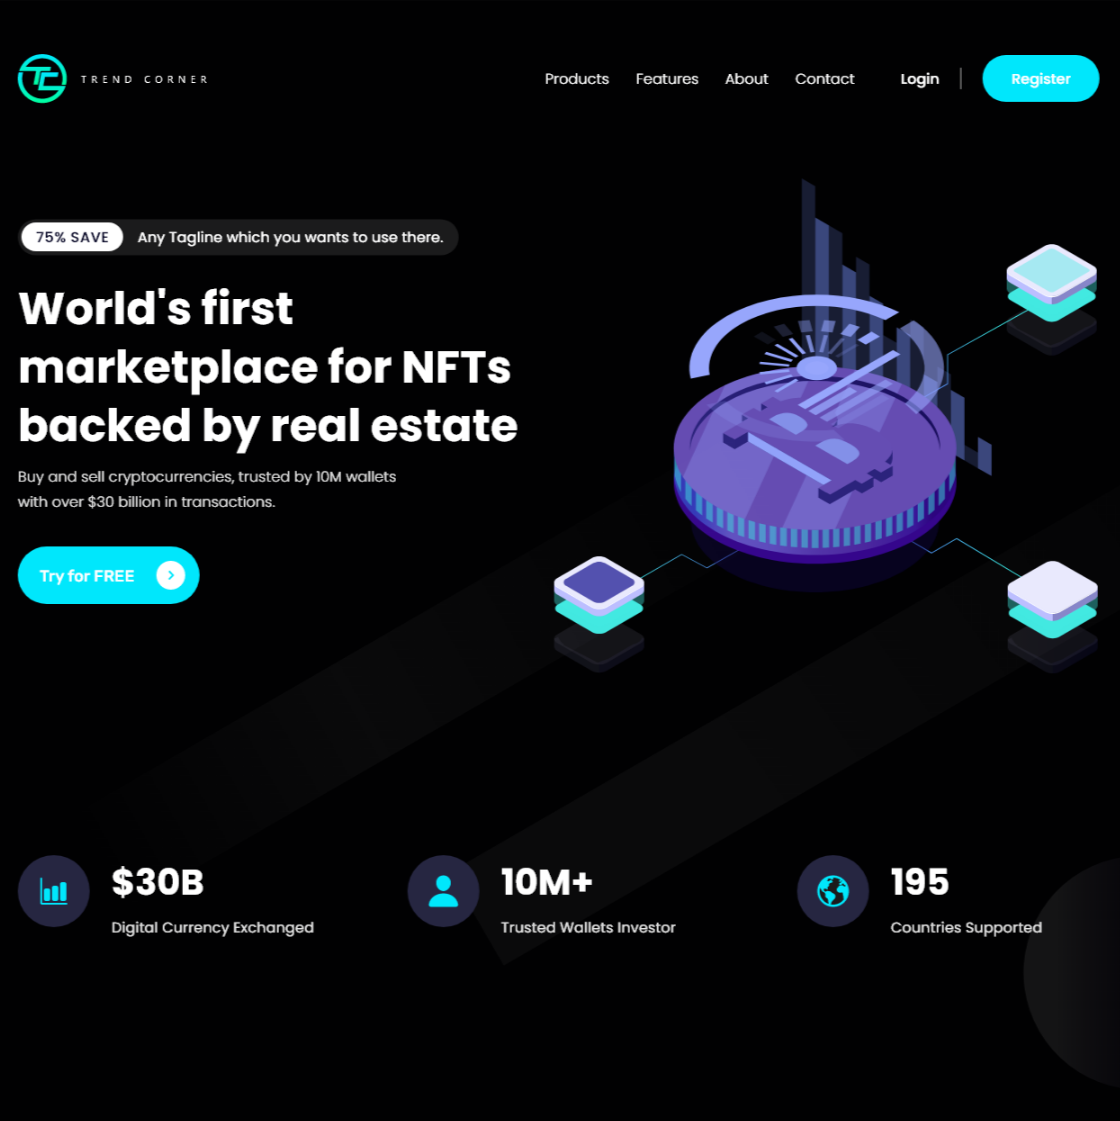 TREND CORNER
Products Features About Contact Login Register
75% SAVE Any Tagline which you wants to use there.
World's first
marketplace for NFTs
backed by real estate
Buy and sell cryptocurrencies, trusted by 10M wallets
with over $30 billion in transactions.
Try for FREE
$30B
Digital Currency Exchanged
10M+
Trusted Wallets Investor
195
Countries Supported